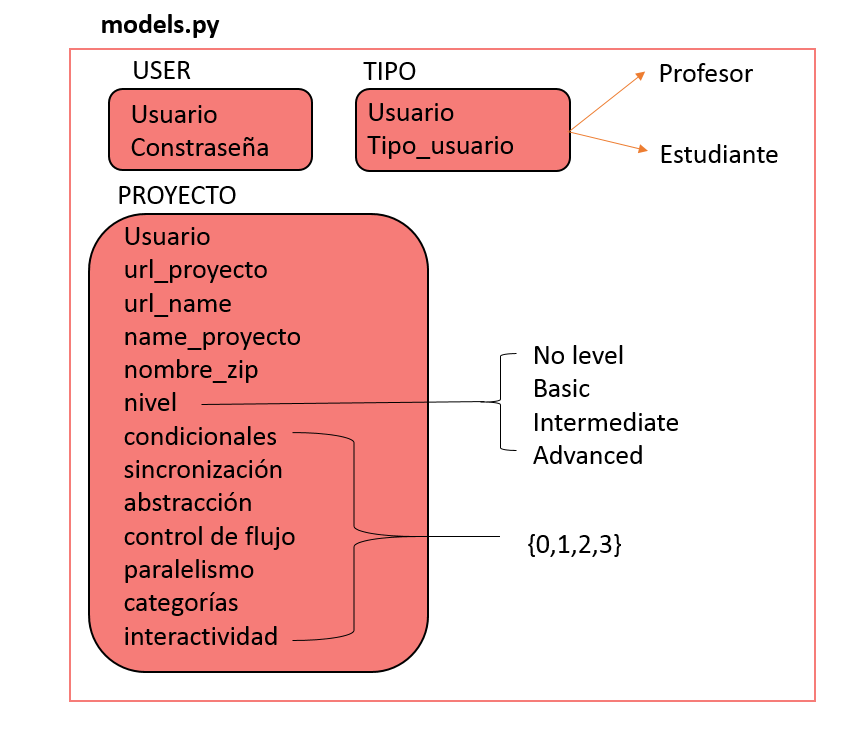 models.py
USER
Usuario
Constraseña
TIPO
Usuario
Tipo_usuario
Profesor
Estudiante
PROYECTO
Usuario
url_proyecto
url_name
name_proyecto
nombre_zip
nivel
condicionales
sincronización
abstracción
control de flujo
paralelismo
categorías
interactividad
No level
Basic
Intermediate
Advanced
{0,1,2,3}